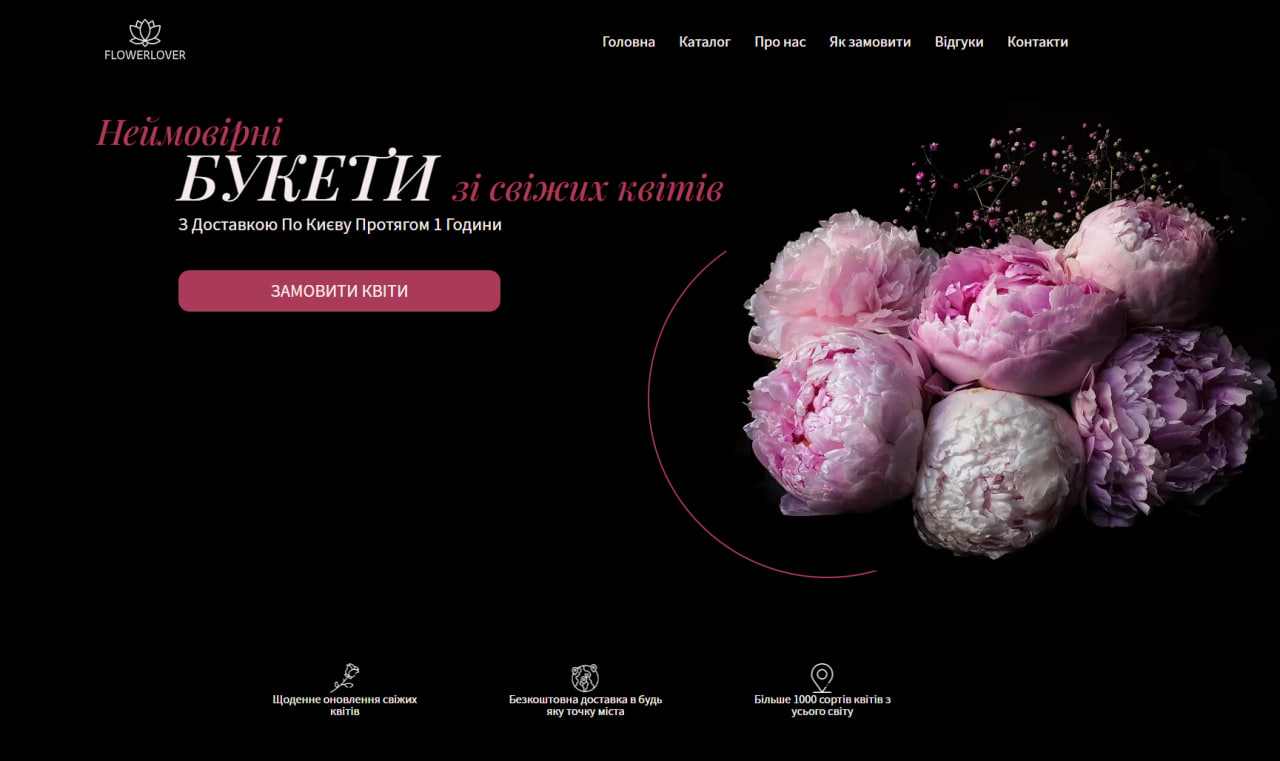 FLOWERLOVER
Головна Каталог Про нас Як замовити Відгуки Контакти
Неймовірні
БУКЕТИ зі свіжих квітів
З Доставкою По Києву Протягом 1 Години
ЗАМОВИТИ КВІТИ
Щоденне оновлення свіжих
квітів
Безкоштовна доставка в будь
яку точку міста
Більше 1000 сортів квітів з
усього світу